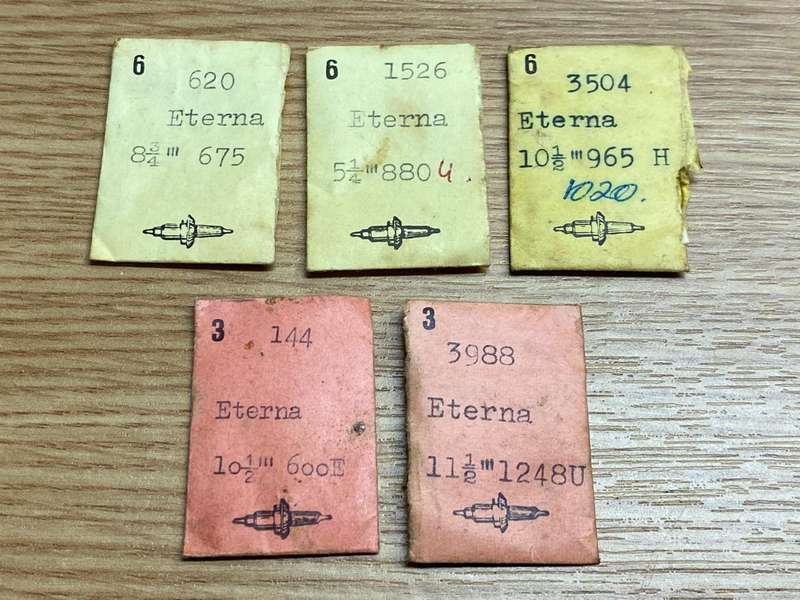 6 620
Eterna
8¾''' 675
6 1526
Eterna
5¼'''880 U.
6 3504
Eterna
10½'''965 H
1020.
3 144
Eterna
10½''' 600E
3 3988
Eterna
11½'''1248U